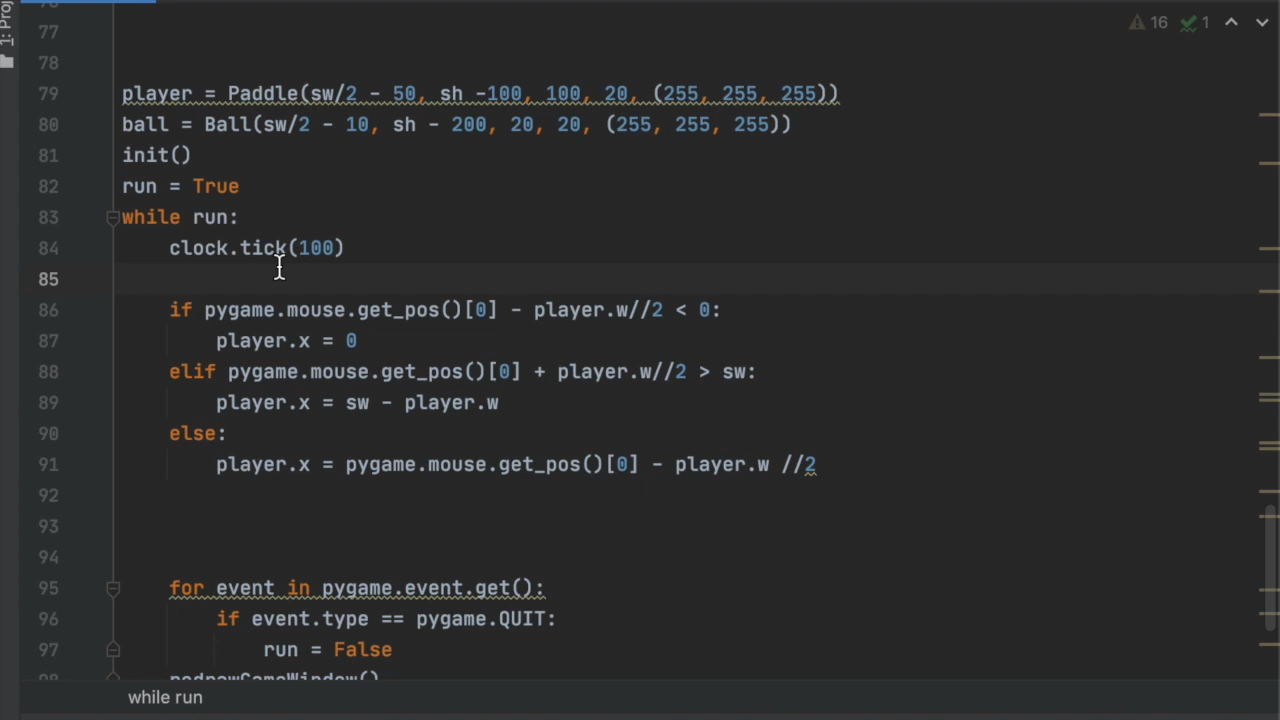 1: Proj
16 1
77
78
79 player = Paddle(sw/2 - 50, sh -100, 100, 20, (255, 255, 255))
80 ball = Ball(sw/2 - 10, sh - 200, 20, 20, (255, 255, 255))
81 init()
82 run = True
83 while run:
84 clock.tick(100)
85
86 if pygame.mouse.get_pos()[0] - player.w//2 < 0:
87 player.x = 0
88 elif pygame.mouse.get_pos()[0] + player.w//2 > sw:
89 player.x = sw - player.w
90 else:
91 player.x = pygame.mouse.get_pos()[0] - player.w //2
92
93
94
95 for event in pygame.event.get():
96 if event.type == pygame.QUIT:
97 run = False
98 redrawGameWindow()
while run